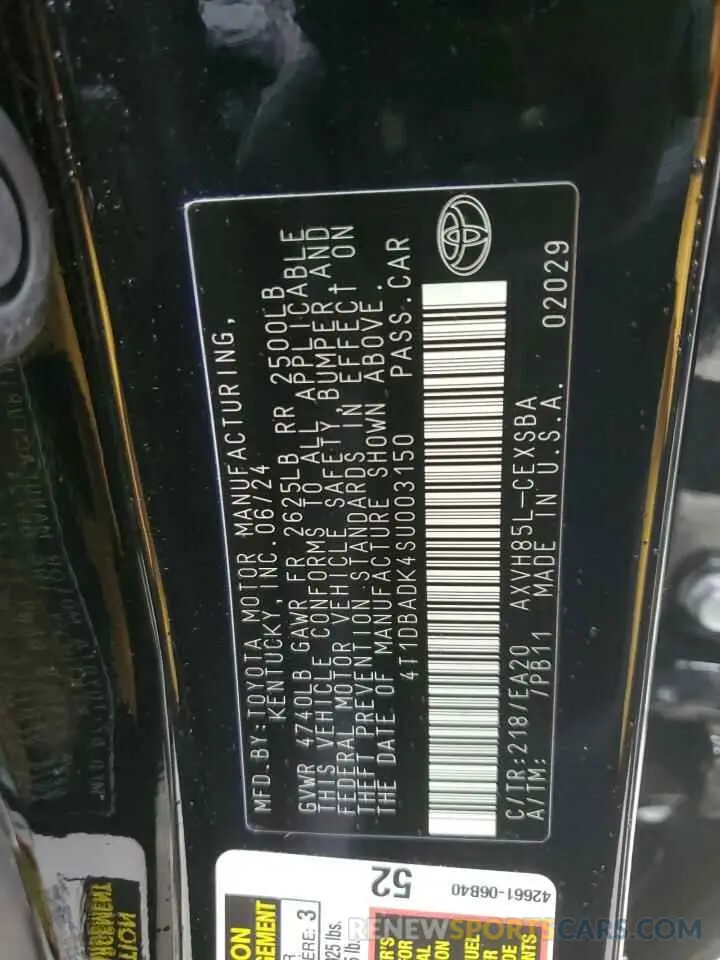 MFD. BY: TOYOTA MOTOR MANUFACTURING,
KENTUCKY, INC. 06/24
GVWR 4740LB GAWR FR 2625LB RR 2500LB
THIS VEHICLE CONFORMS TO ALL APPLICABLE
FEDERAL MOTOR VEHICLE SAFETY, BUMPER AND
THEFT PREVENTION STANDARDS IN EFFECT ON
THE DATE OF MANUFACTURE SHOWN ABOVE.
4T1DBADK4SU003150 PASS. CAR
C/TR: 218/EA20 AXVH85L-CEXSBA
A/TM: /PB11 MADE IN U.S.A. 02029
52
42661-06B40
RENEWSPORTSCARS.COM